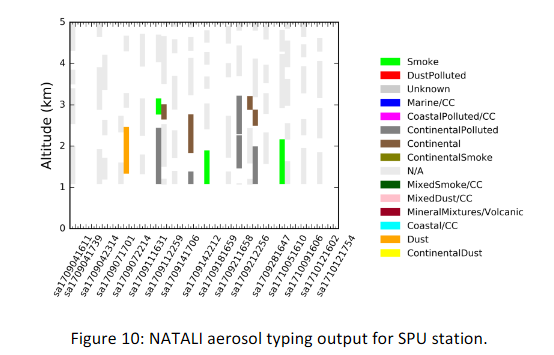 5
4
3
2
1
0
Altitude (km)
sa1709041611
sa1709041739
sa1709042314
sa1709071701
sa1709072214
sa1709111631
sa1709112259
sa1709141706
sa1709142212
sa1709181659
sa1709211658
sa1709212256
sa1709281647
sa1710051610
sa1710091606
sa1710121602
sa1710121754
Smoke
DustPolluted
Unknown
Marine/CC
CoastalPolluted/CC
ContinentalPolluted
Continental
ContinentalSmoke
N/A
MixedSmoke/CC
MixedDust/CC
MineralMixtures/Volcanic
Coastal/CC
Dust
ContinentalDust
Figure 10: NATALI aerosol typing output for SPU station.